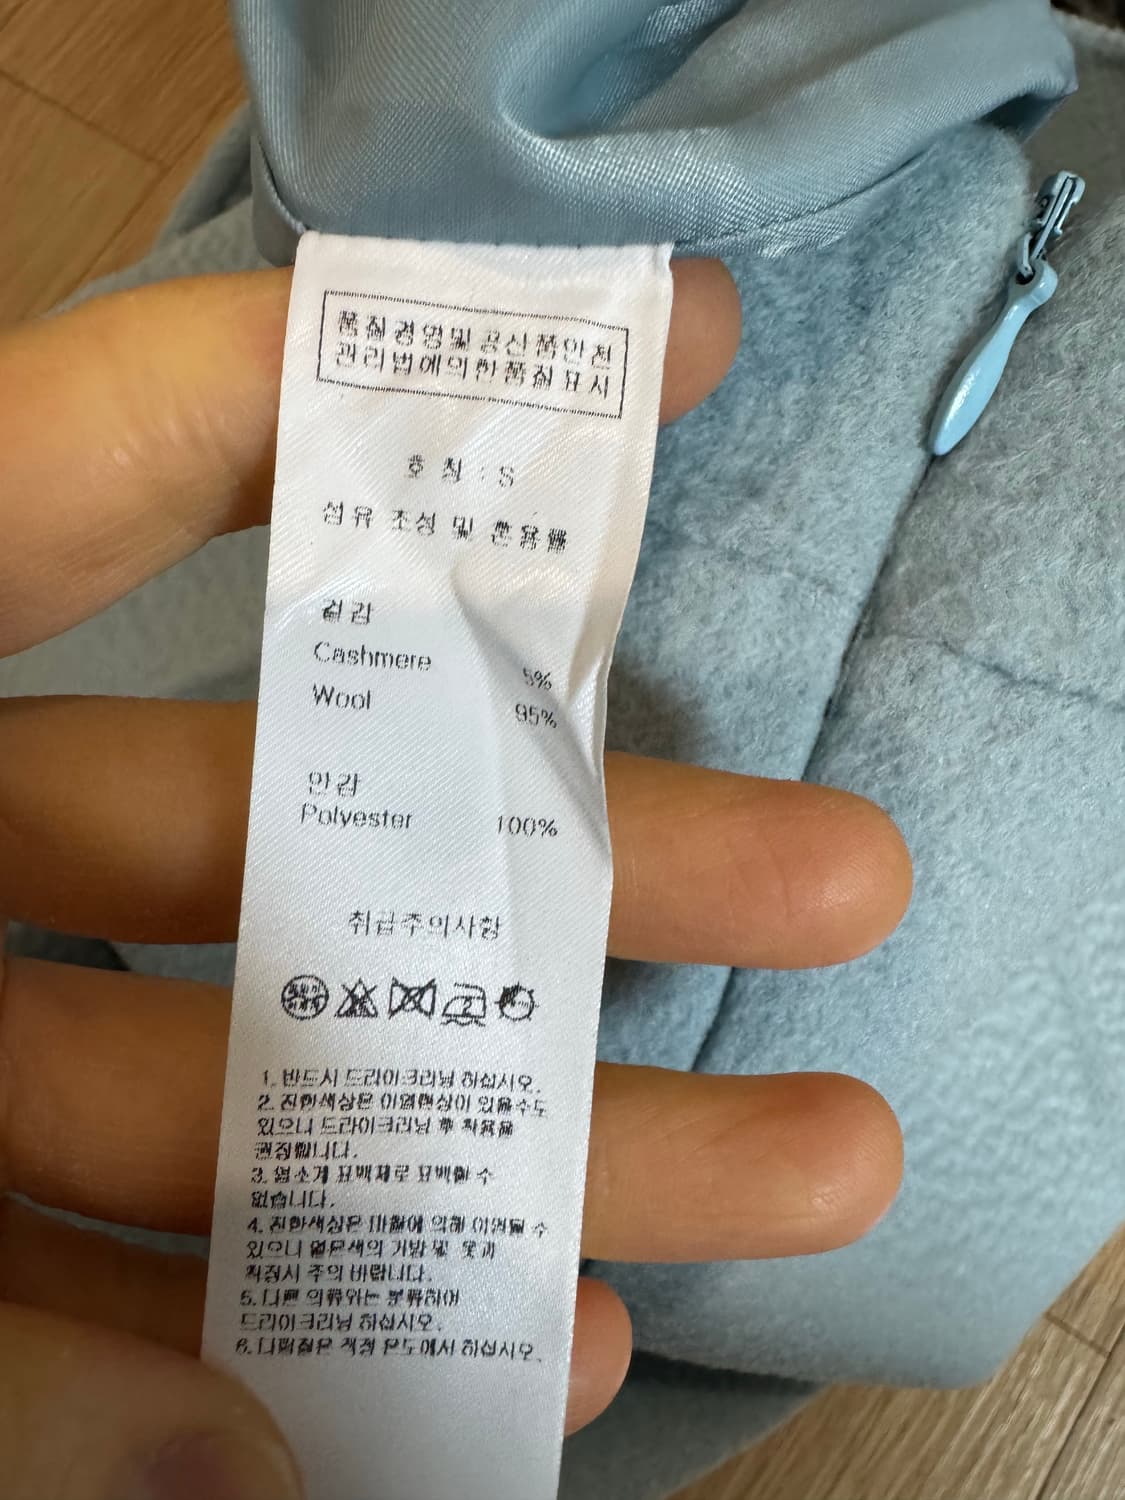 품질경영및 공산품안전
관리법에의한품질표시
호 칭 : S
섬유 조성 및 혼용률
겉감
Cashmere 5%
Wool 95%
안감
Polyester 100%
취급주의사항
2
1. 반드시 드라이크리닝 하십시오.
2. 진한색상은 이염현상이 있을수도
있으니 드라이크리닝 후 착용을
권장합니다.
3. 염소계 표백제로 표백할 수
없습니다.
4. 진한색상은 마찰에 의해 이염될 수
있으니 옅은색의 가방 및 옷과
착장시 주의 바랍니다.
5. 다른 의류와는 분류하여
드라이크리닝 하십시오.
6. 다림질은 적정 온도에서 하십시오.